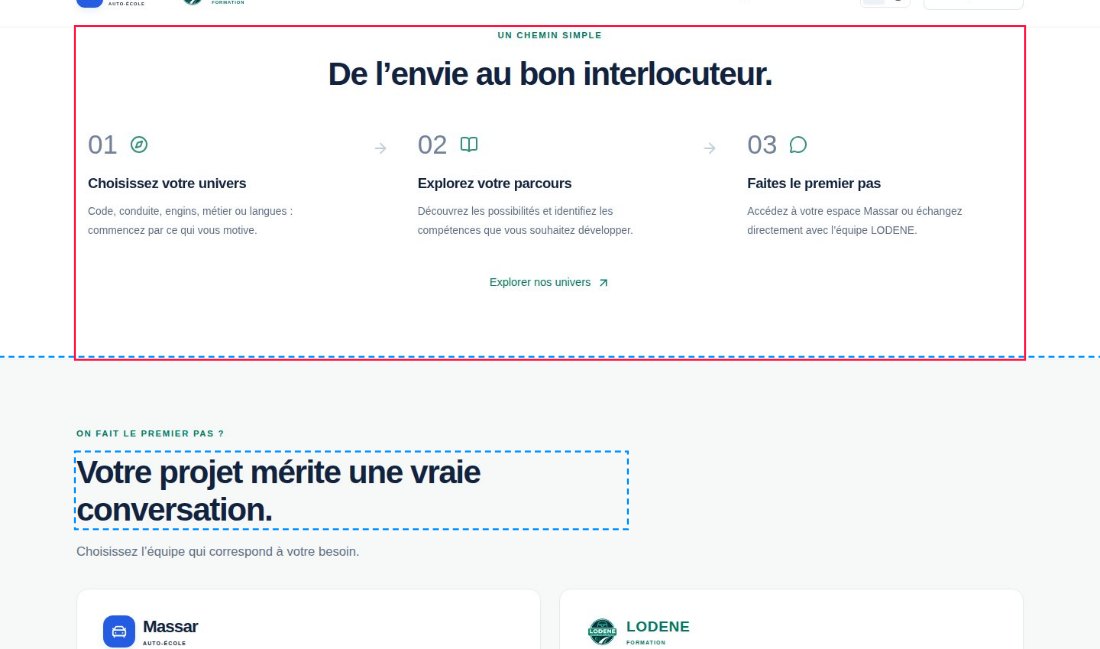 AUTO-ÉCOLE
FORMATION
UN CHEMIN SIMPLE
De l’envie au bon interlocuteur.
01
02
03
Choisissez votre univers
Explorez votre parcours
Faites le premier pas
Code, conduite, engins, métier ou langues :
commencez par ce qui vous motive.
Découvrez les possibilités et identifiez les
compétences que vous souhaitez développer.
Accédez à votre espace Massar ou échangez
directement avec l’équipe LODENE.
Explorer nos univers
ON FAIT LE PREMIER PAS ?
Votre projet mérite une vraie
conversation.
Choisissez l’équipe qui correspond à votre besoin.
Massar
AUTO-ÉCOLE
LODENE
LODENE
FORMATION